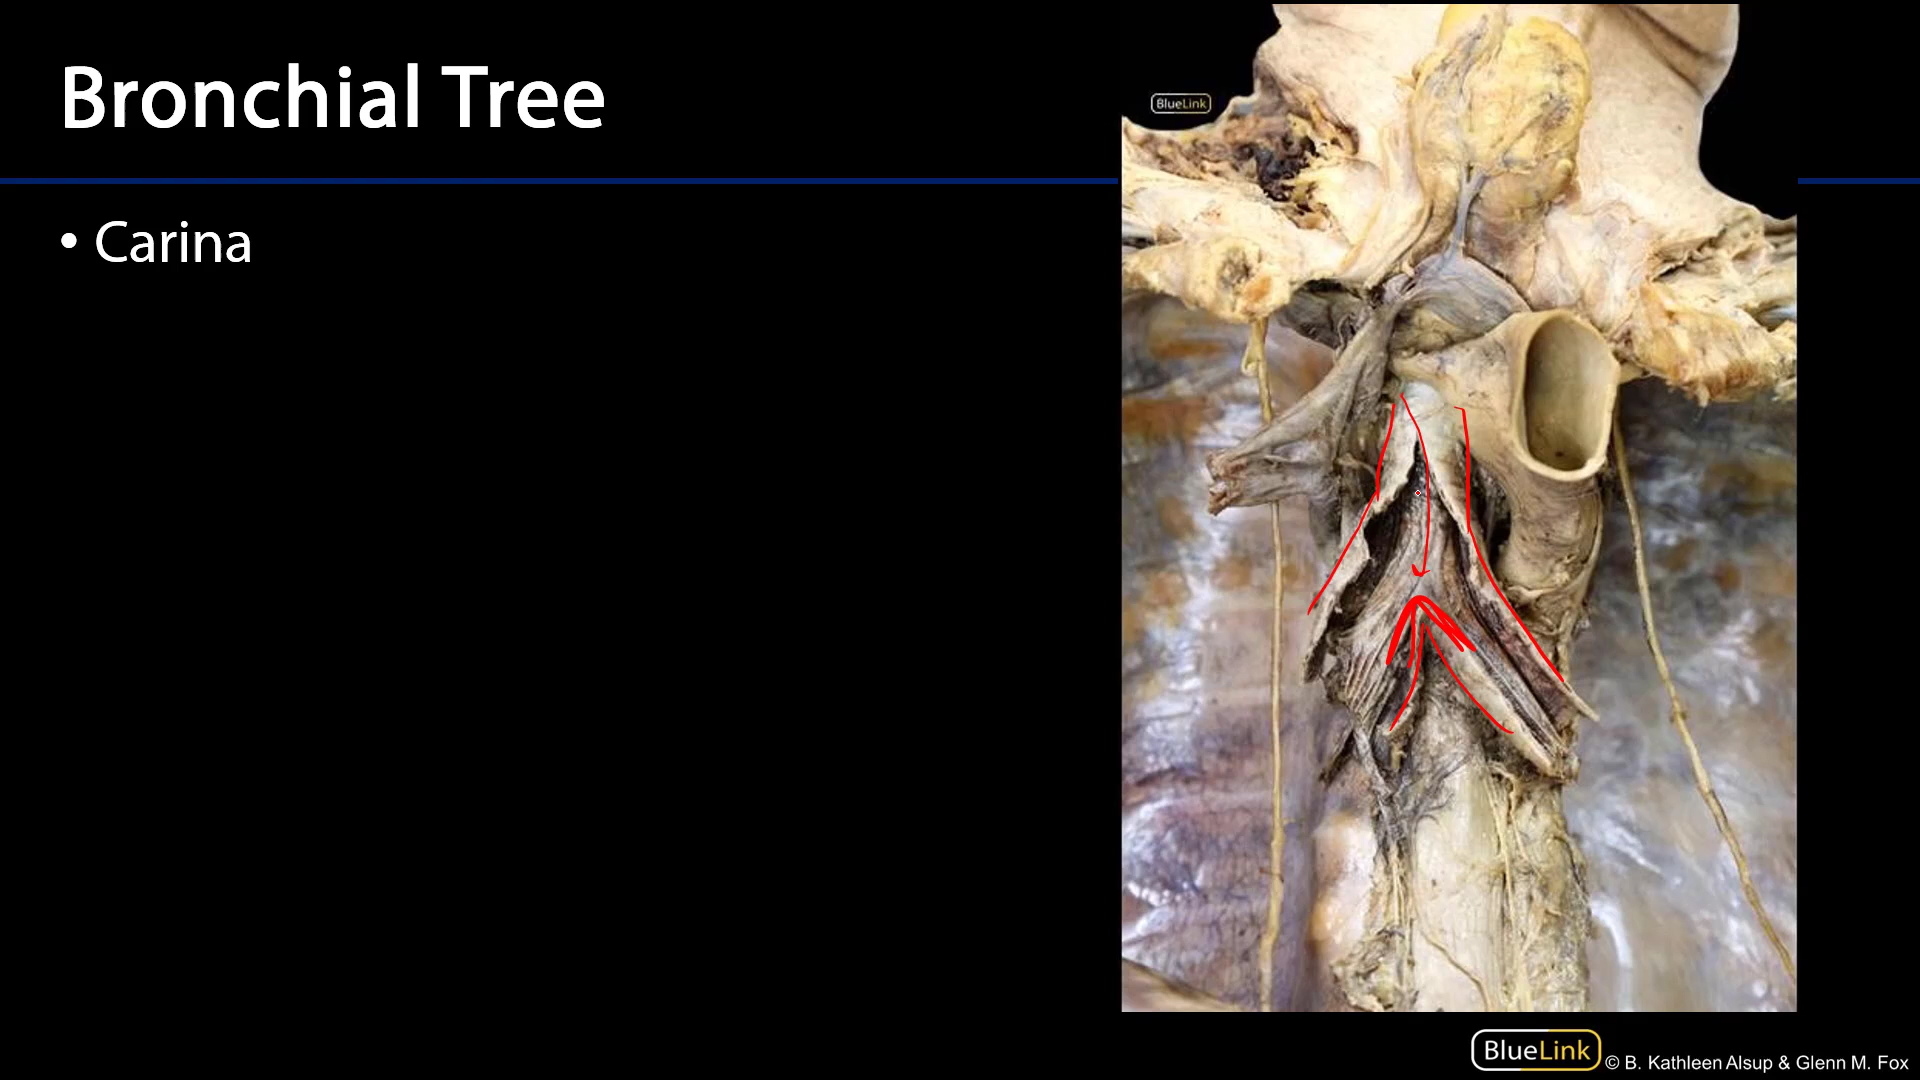 Bronchial Tree
• Carina
BlueLink
BlueLink © B. Kathleen Alsup & Glenn M. Fox